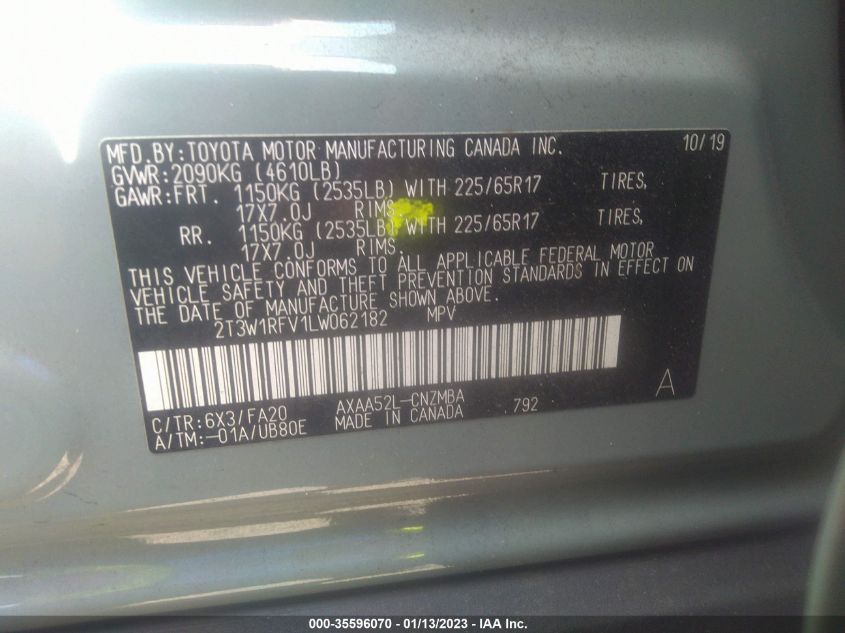 MFD.BY:TOYOTA MOTOR MANUFACTURING CANADA INC. 10/19
GVWR:2090KG (4610LB)
GAWR:FRT. 1150KG (2535LB) WITH 225/65R17 TIRES,
17X7.0J RIMS.
RR. 1150KG (2535LB) WITH 225/65R17 TIRES,
17X7.0J RIMS.
THIS VEHICLE CONFORMS TO ALL APPLICABLE FEDERAL MOTOR
VEHICLE SAFETY AND THEFT PREVENTION STANDARDS IN EFFECT ON
THE DATE OF MANUFACTURE SHOWN ABOVE.
2T3W1RFV1LW062182 MPV
C/TR:6X3/FA20 AXAA52L-CNZMBA 792 A
A/TM:-01A/UB80E MADE IN CANADA
000-35596070 - 01/13/2023 - IAA Inc.